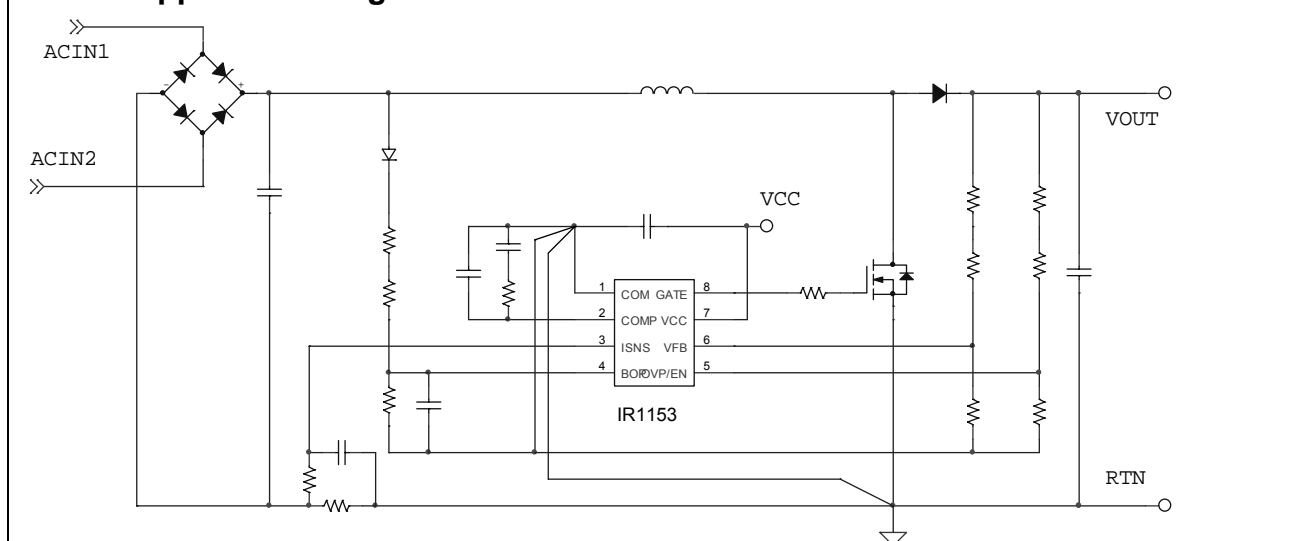 ACIN1
ACIN2
- +
VOUT
VCC
1 COM GATE 8
2 COMP VCC 7
3 ISNS VFB 6
4 BOP OVP/EN 5
IR1153
RTN